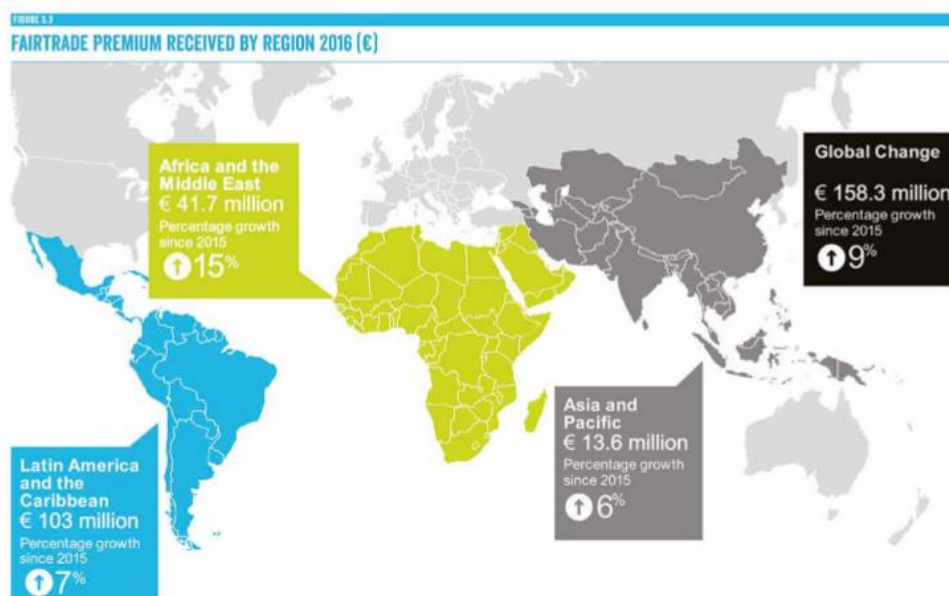 FIGURE 5.3
FAIRTRADE PREMIUM RECEIVED BY REGION 2016 (€)
Africa and the
Middle East
€ 41.7 million
Percentage growth
since 2015
↑ 15%
Global Change
€ 158.3 million
Percentage growth
since 2015
↑ 9%
Asia and
Pacific
€ 13.6 million
Percentage growth
since 2015
↑ 6%
Latin America
and the
Caribbean
€ 103 million
Percentage growth
since 2015
↑ 7%